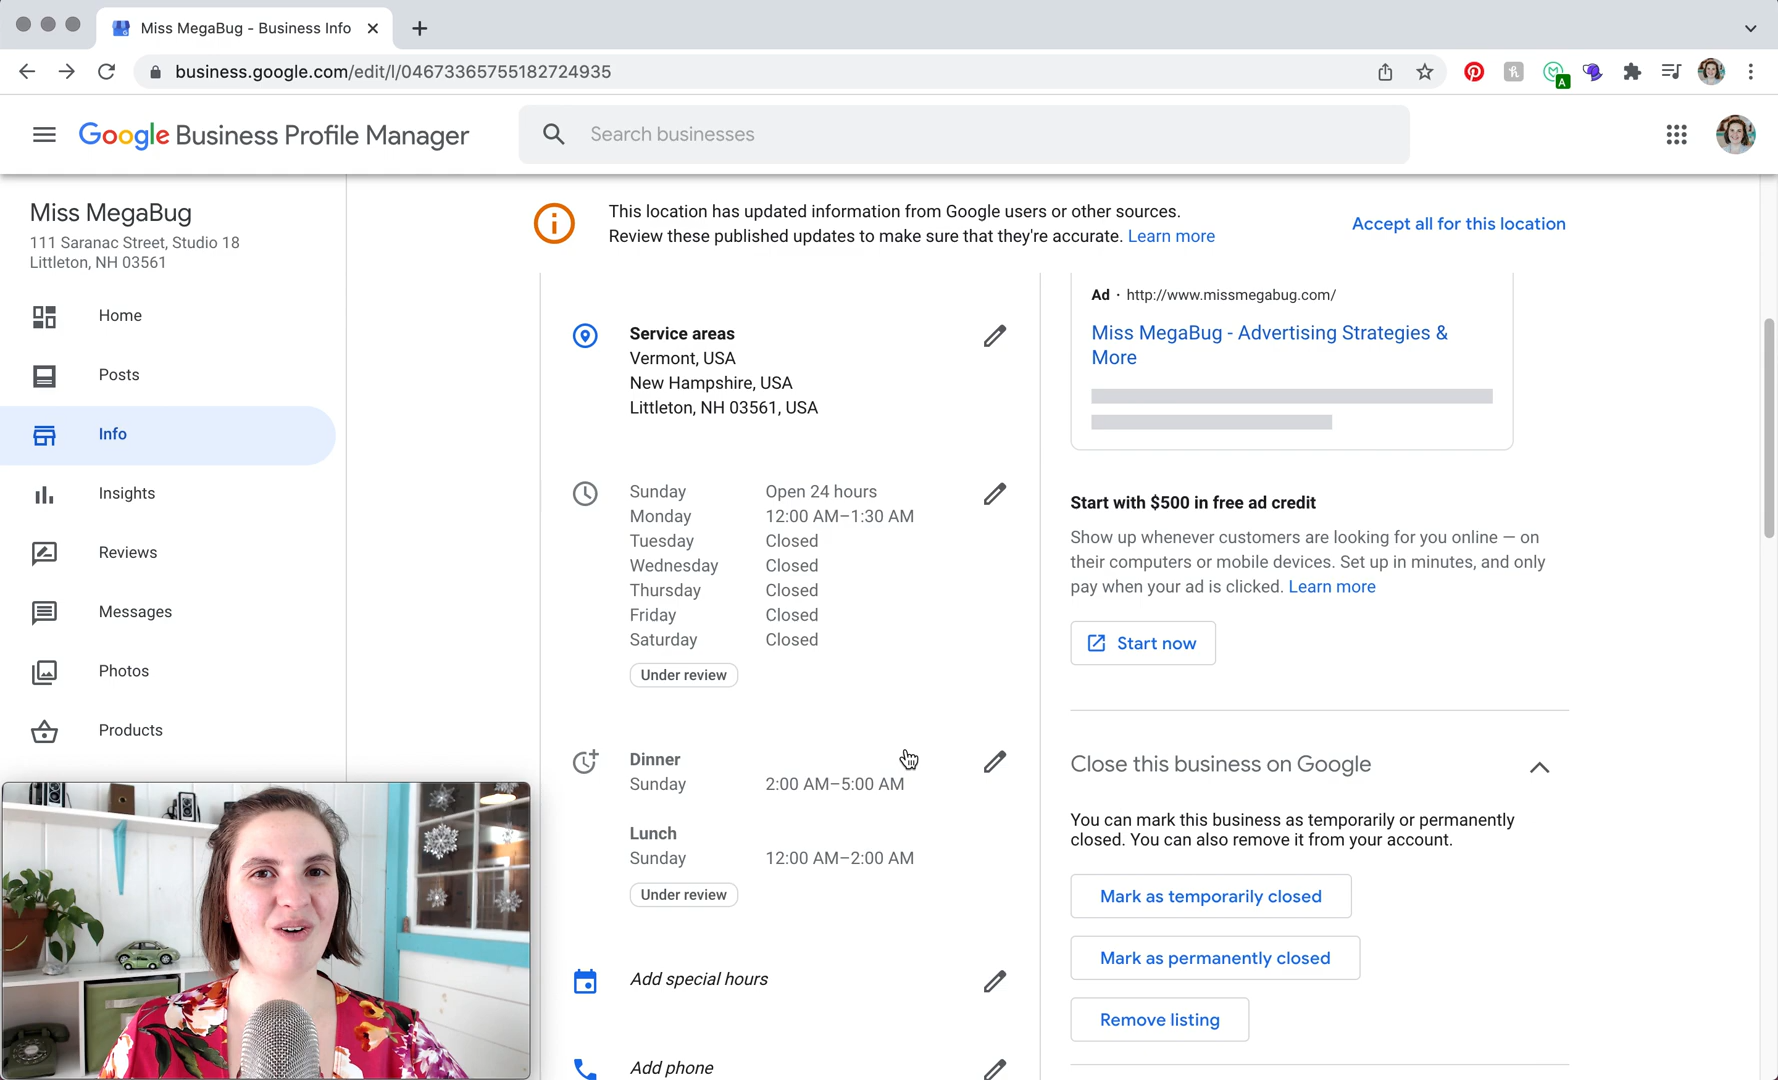 Miss MegaBug - Business Info
business.google.com/edit/l/04673365755182724935
A
Google Business Profile Manager
Search businesses
Miss MegaBug
111 Saranac Street, Studio 18
Littleton, NH 03561
Home
Posts
Info
Insights
Reviews
Messages
Photos
Products
This location has updated information from Google users or other sources.
Review these published updates to make sure that they're accurate. Learn more
Accept all for this location
Service areas
Vermont, USA
New Hampshire, USA
Littleton, NH 03561, USA
Sunday Open 24 hours
Monday 12:00 AM–1:30 AM
Tuesday Closed
Wednesday Closed
Thursday Closed
Friday Closed
Saturday Closed
Under review
Dinner
Sunday 2:00 AM–5:00 AM
Lunch
Sunday 12:00 AM–2:00 AM
Under review
Add special hours
Add phone
Ad · http://www.missmegabug.com/
Miss MegaBug - Advertising Strategies &
More
Start with $500 in free ad credit
Show up whenever customers are looking for you online — on
their computers or mobile devices. Set up in minutes, and only
pay when your ad is clicked. Learn more
Start now
Close this business on Google
You can mark this business as temporarily or permanently
closed. You can also remove it from your account.
Mark as temporarily closed
Mark as permanently closed
Remove listing